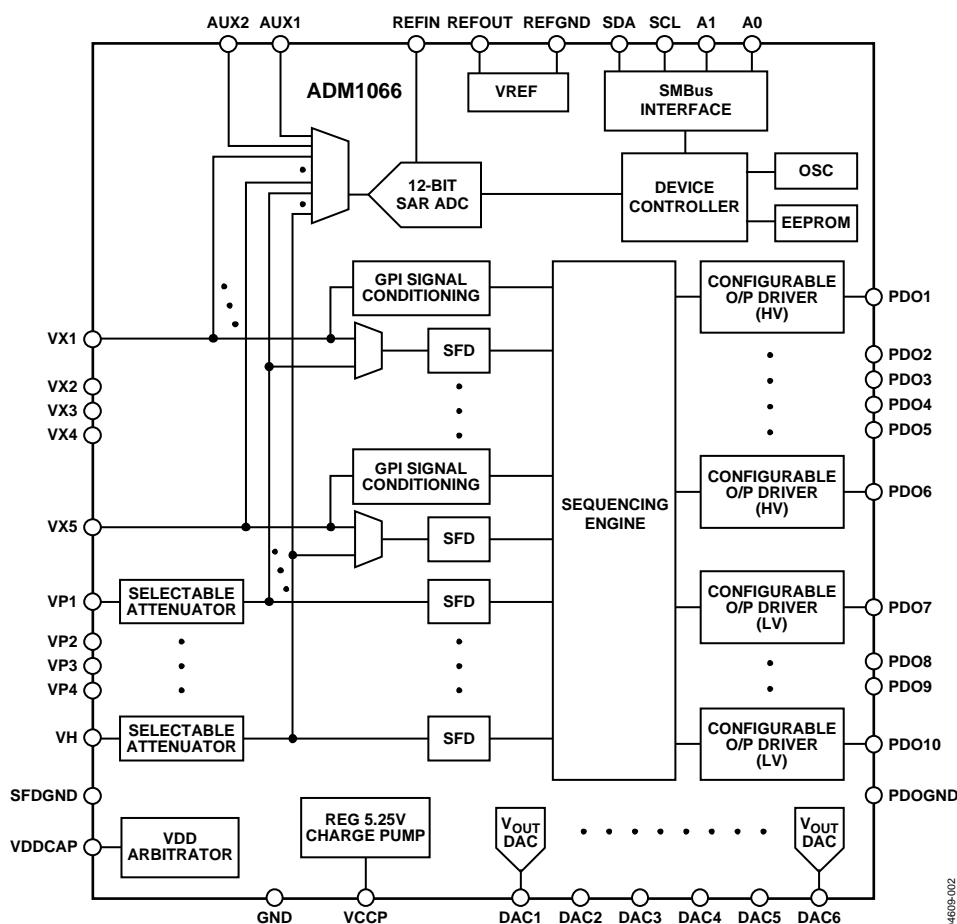 AUX2 AUX1 REFIN REFOUT REFGND SDA SCL A1 A0
ADM1066
VREF
SMBus
INTERFACE
12-BIT
SAR ADC
DEVICE
CONTROLLER
OSC
EEPROM
GPI SIGNAL
CONDITIONING
CONFIGURABLE
O/P DRIVER
(HV)
PDO1
VX1
SFD
PDO2
VX2
PDO3
VX3
PDO4
VX4
PDO5
GPI SIGNAL
CONDITIONING
CONFIGURABLE
O/P DRIVER
(HV)
PDO6
SEQUENCING
ENGINE
VX5
SFD
VP1
SELECTABLE
ATTENUATOR
SFD
CONFIGURABLE
O/P DRIVER
(LV)
PDO7
VP2
VP3
PDO8
VP4
PDO9
VH
SELECTABLE
ATTENUATOR
SFD
CONFIGURABLE
O/P DRIVER
(LV)
PDO10
SFDGND
PDOGND
VDDCAP
VDD
ARBITRATOR
REG 5.25V
CHARGE PUMP
VOUT
DAC
VOUT
DAC
GND VCCP DAC1 DAC2 DAC3 DAC4 DAC5 DAC6
04609-002